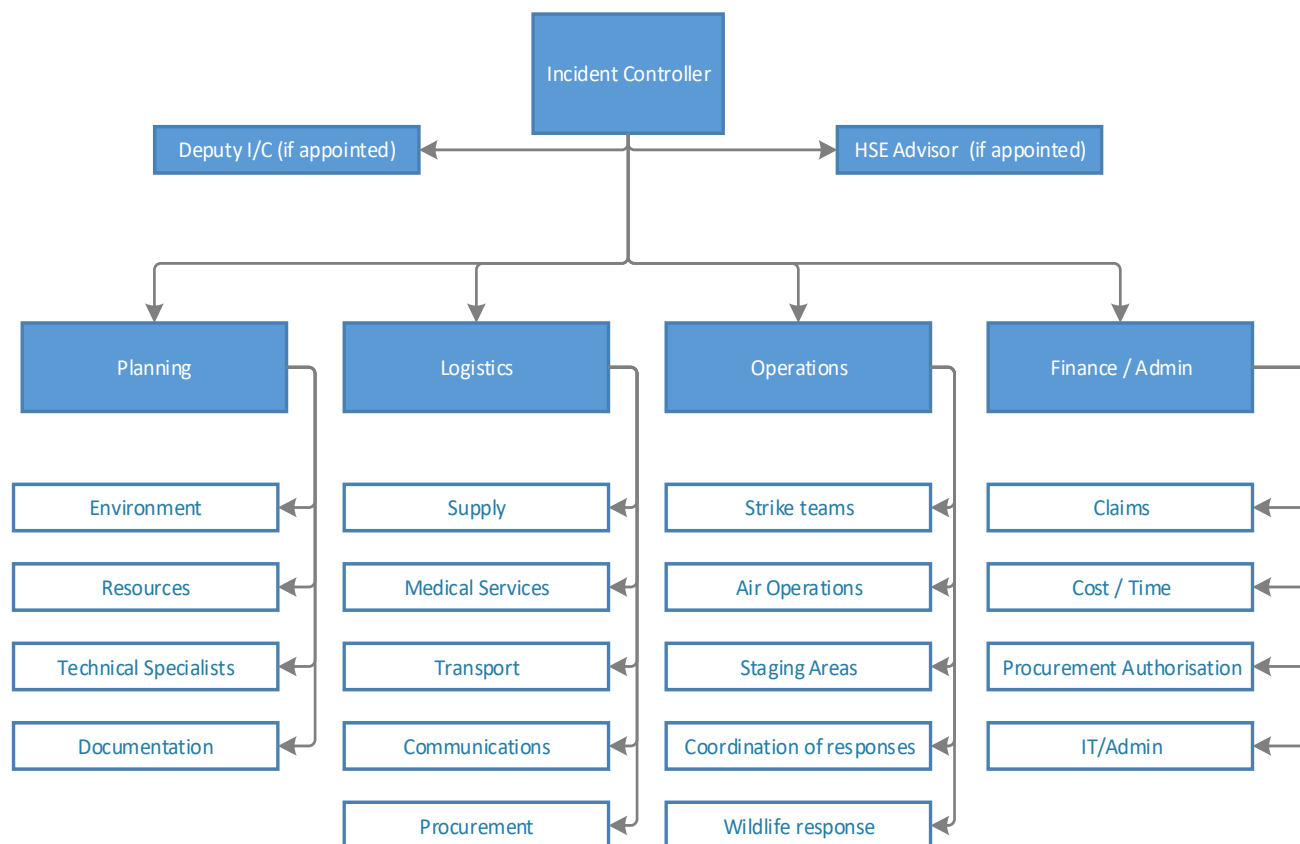 Incident Controller
Deputy I/C (if appointed)
HSE Advisor  (if appointed)
Planning
Logistics
Operations
Finance / Admin
Environment
Supply
Strike teams
Claims
Resources
Medical Services
Air Operations
Cost / Time
Technical Specialists
Transport
Staging Areas
Procurement Authorisation
Documentation
Communications
Coordination of responses
IT/Admin
Procurement
Wildlife response